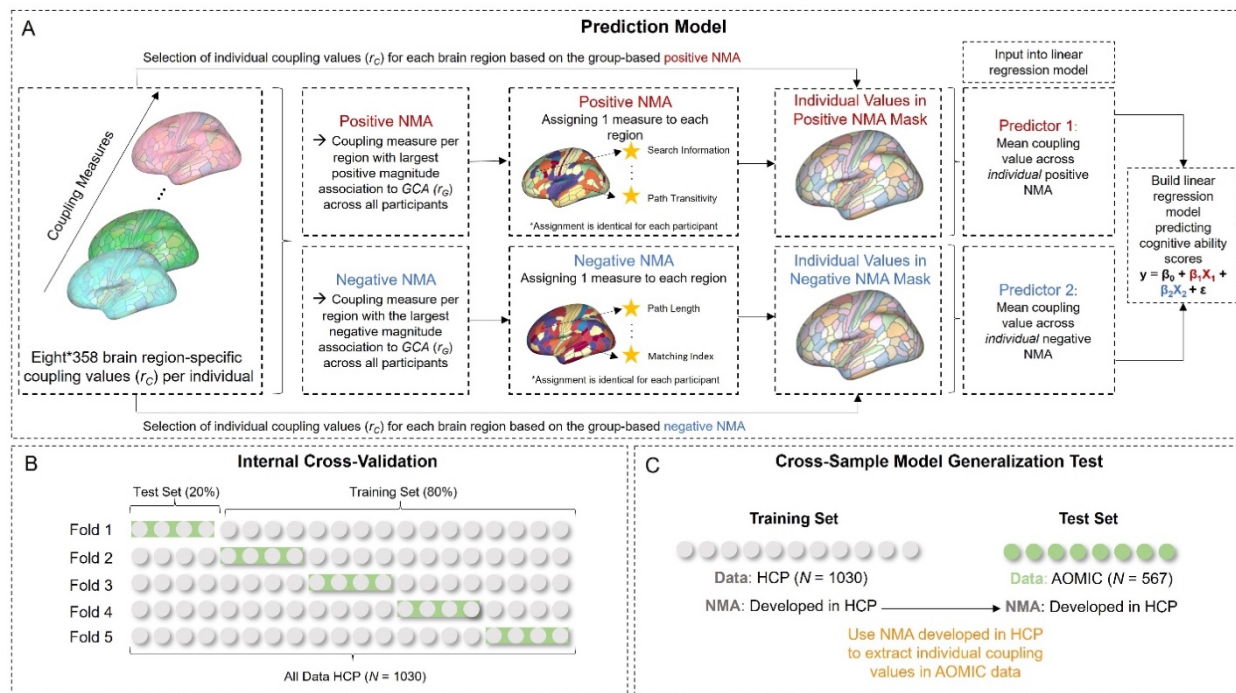 A
Prediction Model
Selection of individual coupling values (rC) for each brain region based on the group-based positive NMA
Coupling Measures
...
Eight*358 brain region-specific
coupling values (rC) per individual
Positive NMA
→ Coupling measure per
region with largest
positive magnitude
association to GCA (rG)
across all participants
Negative NMA
→ Coupling measure per
region with the largest
negative magnitude
association to GCA (rG)
across all participants
Positive NMA
Assigning 1 measure to each
region
Search Information
Path Transitivity
*Assignment is identical for each participant
Negative NMA
Assigning 1 measure to each region
Path Length
Matching Index
*Assignment is identical for each participant
Individual Values in
Positive NMA Mask
Individual Values in
Negative NMA Mask
Input into linear
regression model
Predictor 1:
Mean coupling
value across
individual positive
NMA
Predictor 2:
Mean coupling
value across
individual negative
NMA
Build linear
regression
model
predicting
cognitive ability
scores
y = β0 + β1X1 +
β2X2 + ε
Selection of individual coupling values (rC) for each brain region based on the group-based negative NMA
B
Internal Cross-Validation
Test Set (20%)
Training Set (80%)
Fold 1
Fold 2
Fold 3
Fold 4
Fold 5
All Data HCP (N = 1030)
C
Cross-Sample Model Generalization Test
Training Set
Data: HCP (N = 1030)
NMA: Developed in HCP
Test Set
Data: AOMIC (N = 567)
NMA: Developed in HCP
Use NMA developed in HCP
to extract individual coupling
values in AOMIC data